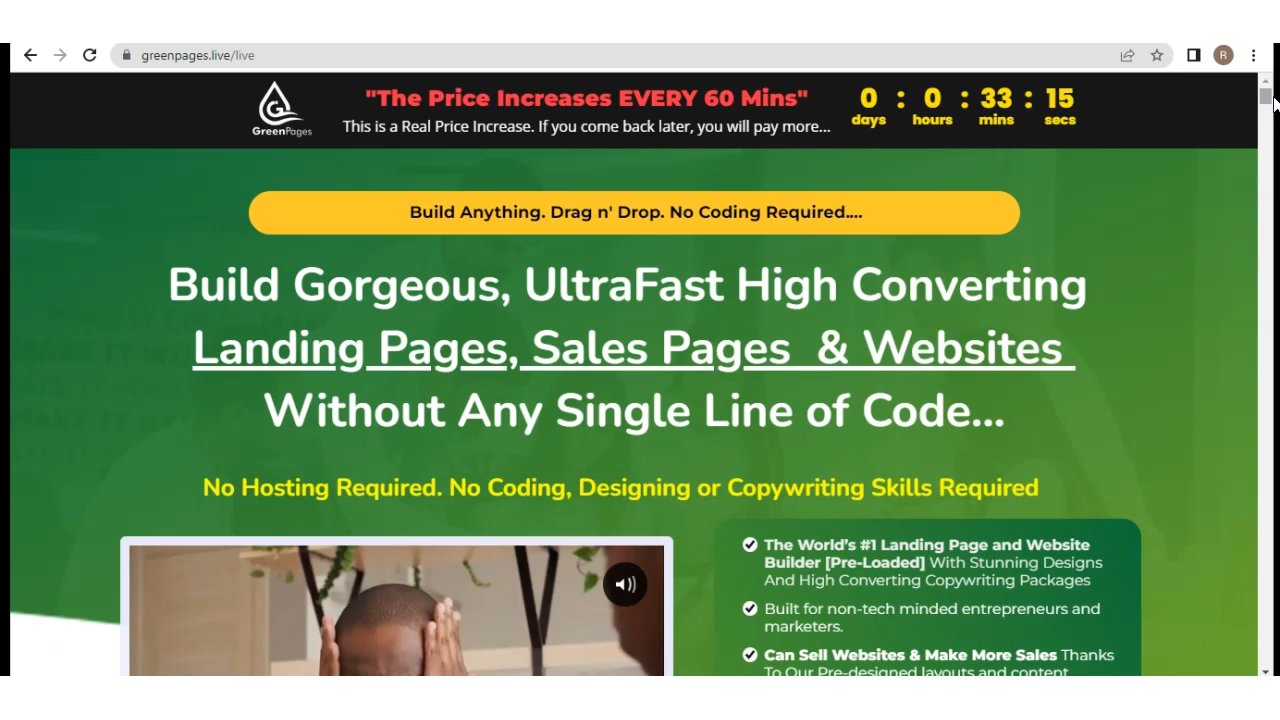 greenpages.live/live
R
G
GreenPages
"The Price Increases EVERY 60 Mins"
This is a Real Price Increase. If you come back later, you will pay more...
0 : 0 : 33 : 15
days hours mins secs
Build Anything. Drag n' Drop. No Coding Required....
Build Gorgeous, UltraFast High Converting
Landing Pages, Sales Pages & Websites
Without Any Single Line of Code...
No Hosting Required. No Coding, Designing or Copywriting Skills Required
The World's #1 Landing Page and Website
Builder [Pre-Loaded] With Stunning Designs
And High Converting Copywriting Packages
Built for non-tech minded entrepreneurs and
marketers.
Can Sell Websites & Make More Sales Thanks
To Our Pre-designed layouts and content